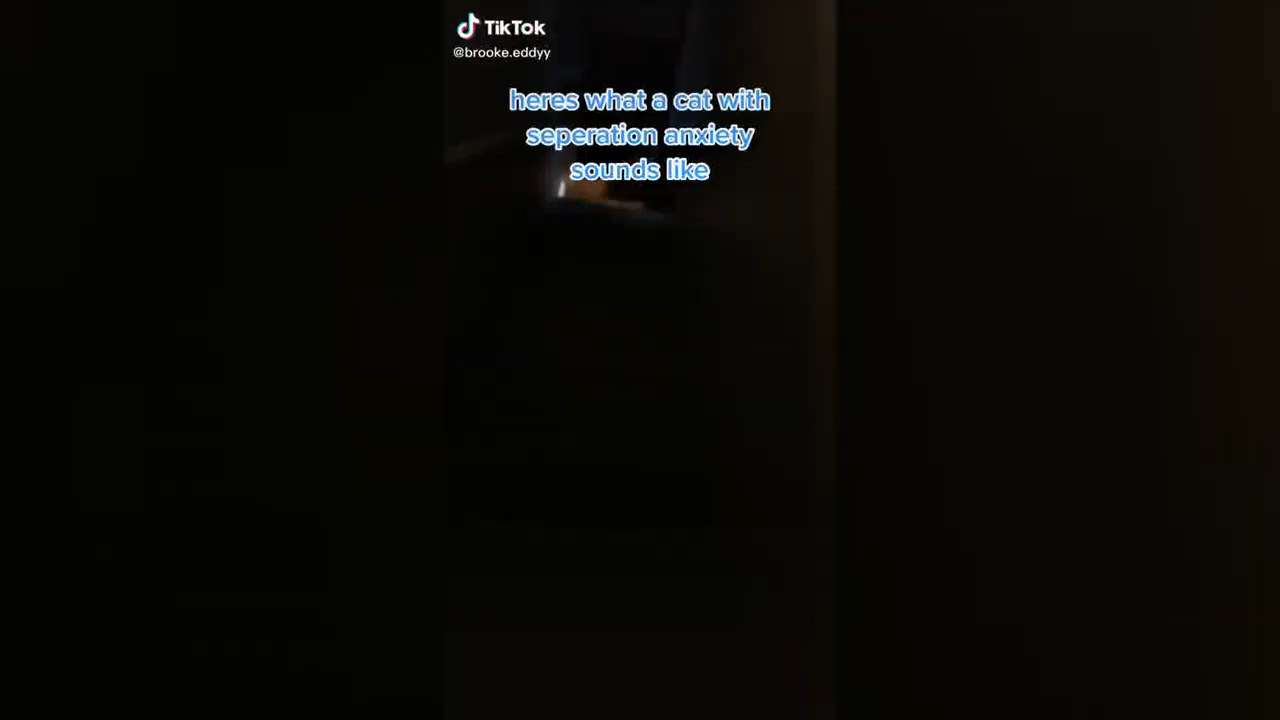 TikTok
@brooke.eddyy
heres what a cat with
seperation anxiety
sounds like